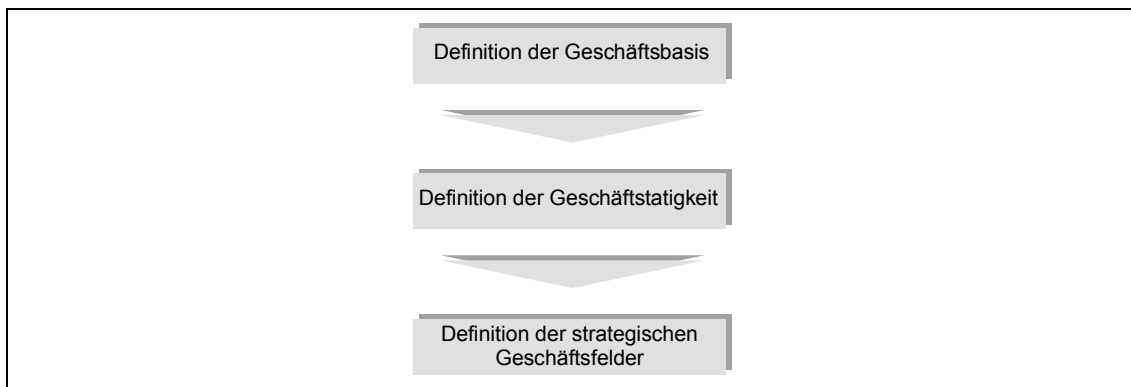 Definition der Geschäftsbasis
Definition der Geschäftstatigkeit
Definition der strategischen
Geschäftsfelder